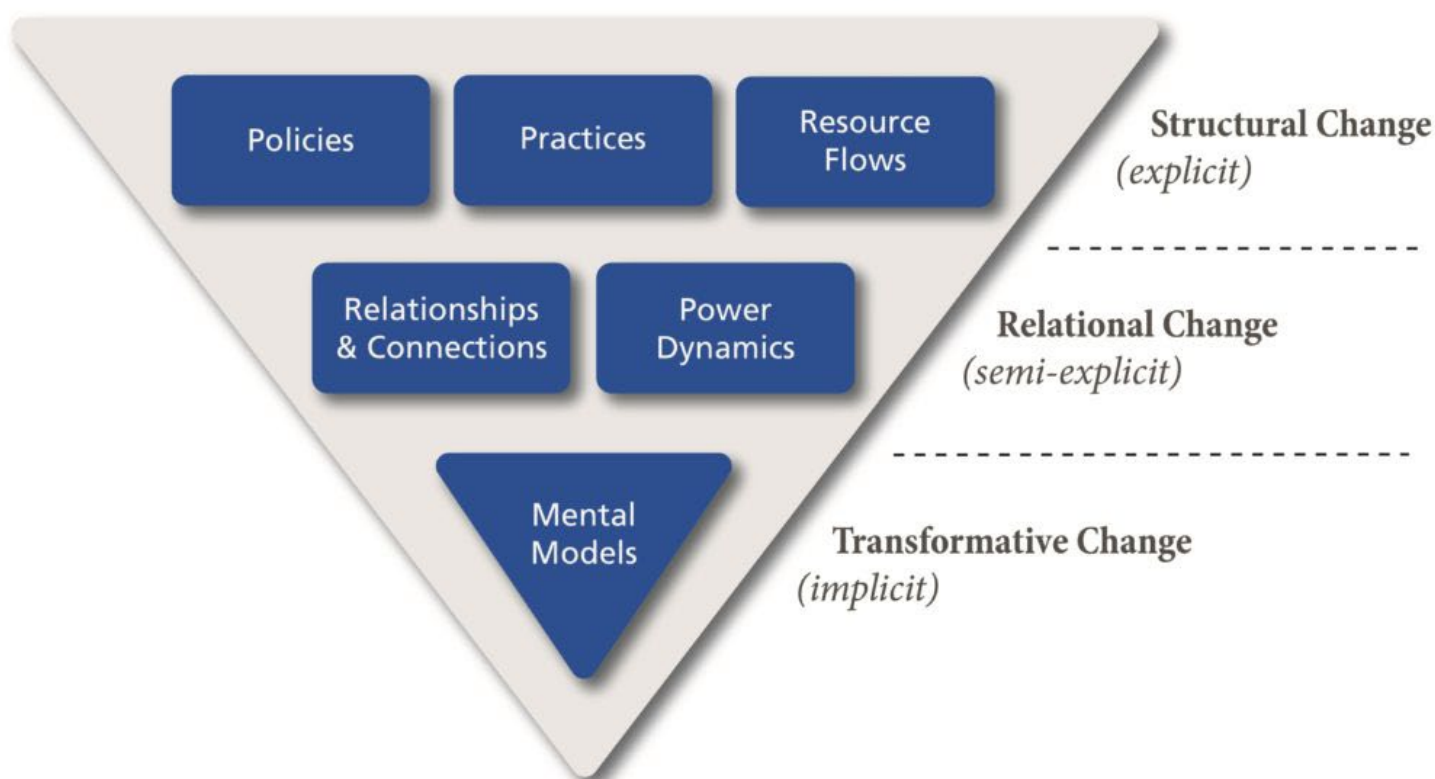 Policies
Practices
Resource
Flows
Structural Change
(explicit)
Relationships
& Connections
Power
Dynamics
Relational Change
(semi-explicit)
Mental
Models
Transformative Change
(implicit)